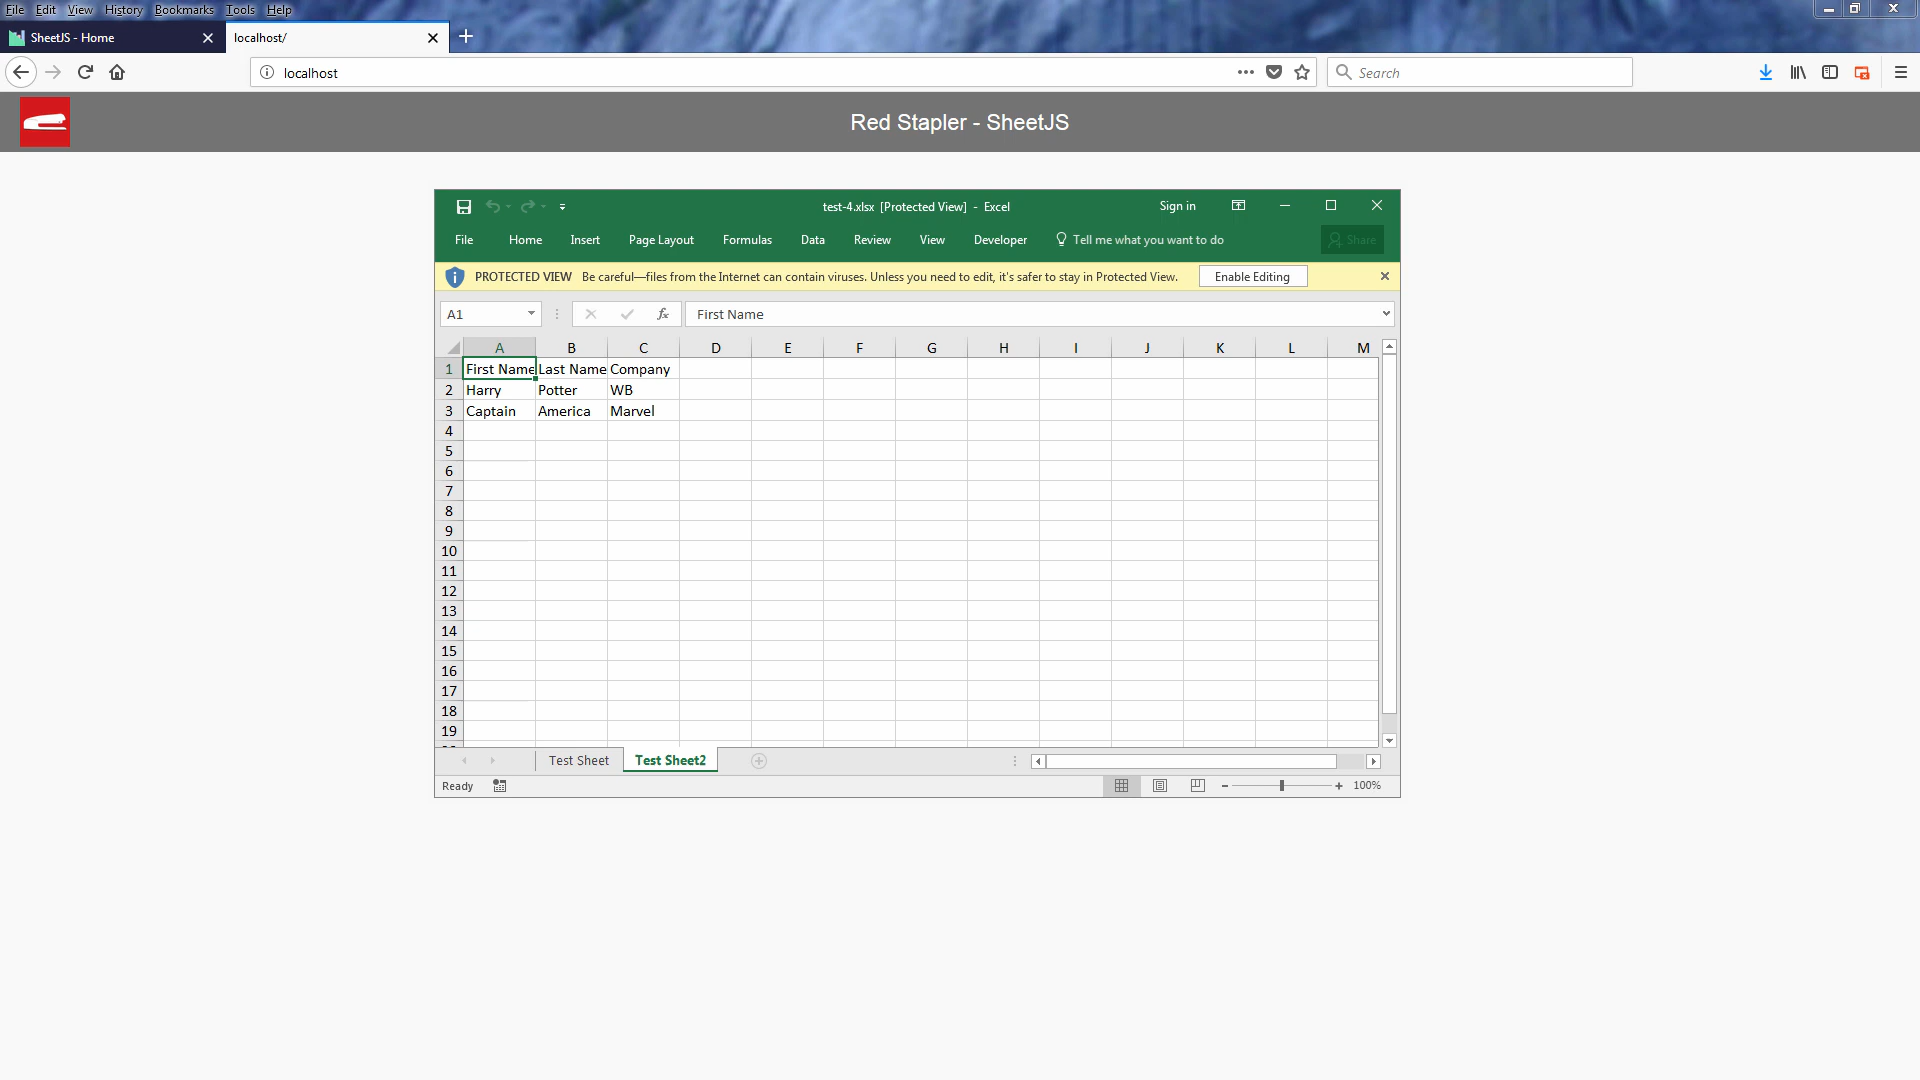 File Edit View History Bookmarks Tools Help
SheetJS - Home
localhost/
localhost
Search
Red Stapler - SheetJS
test-4.xlsx [Protected View] - Excel
Sign in
File Home Insert Page Layout Formulas Data Review View Developer Tell me what you want to do Share
PROTECTED VIEW Be careful—files from the Internet can contain viruses. Unless you need to edit, it's safer to stay in Protected View. Enable Editing
A1 fx First Name
A B C D E F G H I J K L M
1 First Name Last Name Company
2 Harry Potter WB
3 Captain America Marvel
4
5
6
7
8
9
10
11
12
13
14
15
16
17
18
19
Test Sheet Test Sheet2
Ready 100%